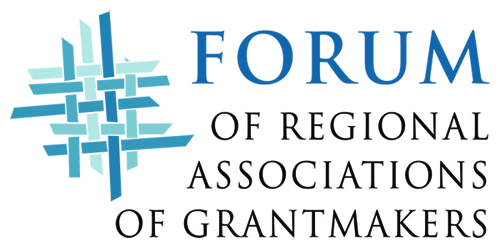 FORUM
OF REGIONAL
ASSOCIATIONS
OF GRANTMAKERS